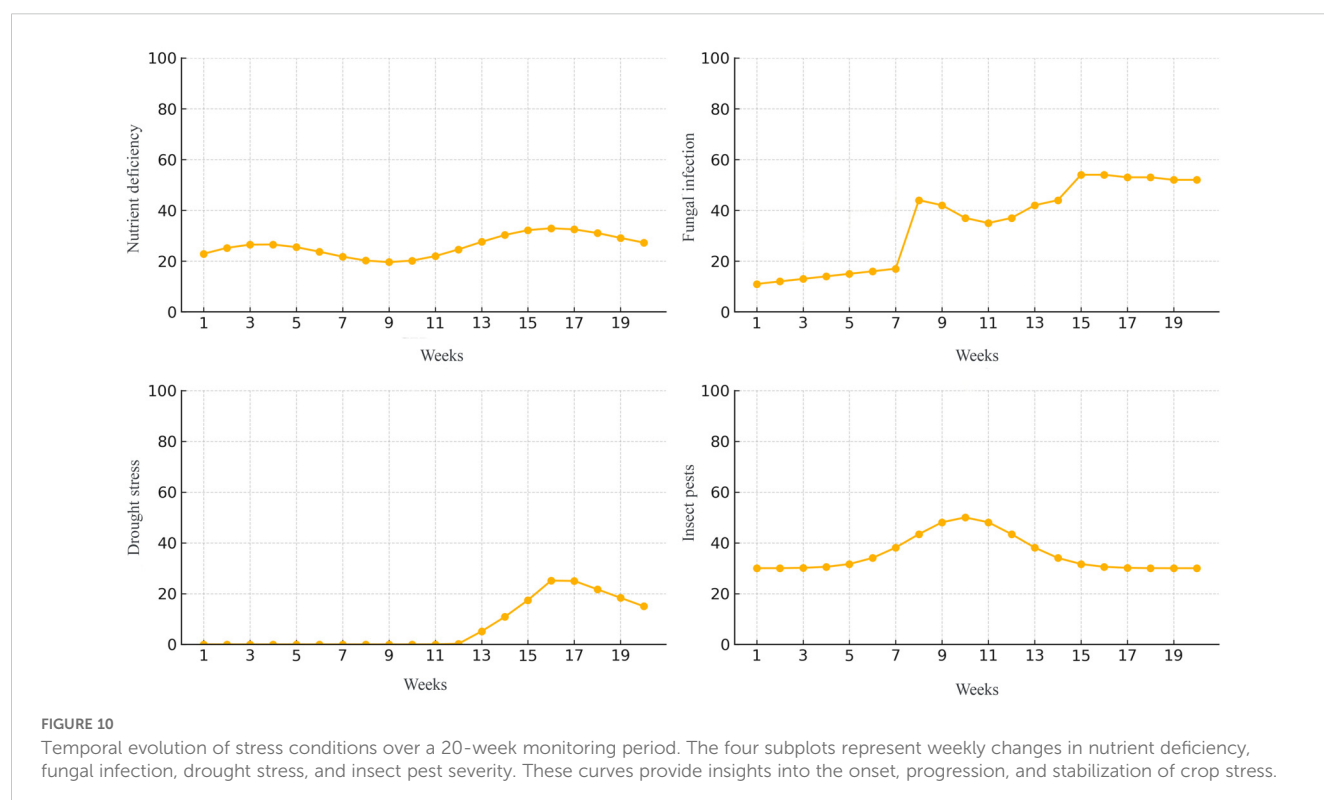 100
80
60
40
20
0
Nutrient deficiency
1 3 5 7 9 11 13 15 17 19
Weeks
100
80
60
40
20
0
Fungal infection
1 3 5 7 9 11 13 15 17 19
Weeks
100
80
60
40
20
0
Drought stress
1 3 5 7 9 11 13 15 17 19
Weeks
100
80
60
40
20
0
Insect pests
1 3 5 7 9 11 13 15 17 19
Weeks
FIGURE 10
Temporal evolution of stress conditions over a 20-week monitoring period. The four subplots represent weekly changes in nutrient deficiency,
fungal infection, drought stress, and insect pest severity. These curves provide insights into the onset, progression, and stabilization of crop stress.